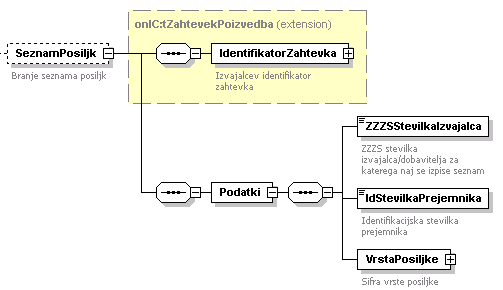 onlC:tZahtevekPoizvedba (extension)
SeznamPosiljk
Branje seznama posiljk
IdentifikatorZahtevka
Izvajalcev identifikator
zahtevka
ZZZSStevilkaIzvajalca
ZZZS stevilka
izvajalca/dobavitelja za
katerega naj se izpise seznam
Podatki
IdStevilkaPrejemnika
Identifikacijska stevilka
prejemnika
VrstaPosiljke
Sifra vrste posiljke